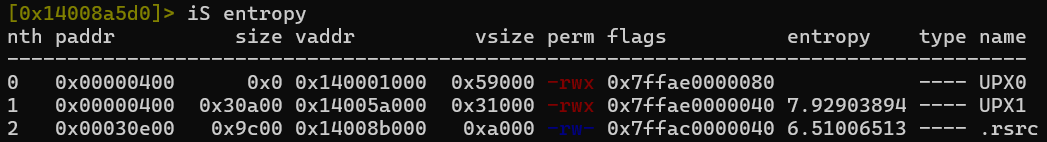 [0x14008a5d0]> iS entropy
nth paddr size vaddr vsize perm flags entropy type name
0 0x00000400 0x0 0x140001000 0x59000 -rwx 0x7ffae0000080 ---- UPX0
1 0x00000400 0x30a00 0x14005a000 0x31000 -rwx 0x7ffae0000040 7.92903894 ---- UPX1
2 0x00030e00 0x9c00 0x14008b000 0xa000 -rw- 0x7ffac0000040 6.51006513 ---- .rsrc